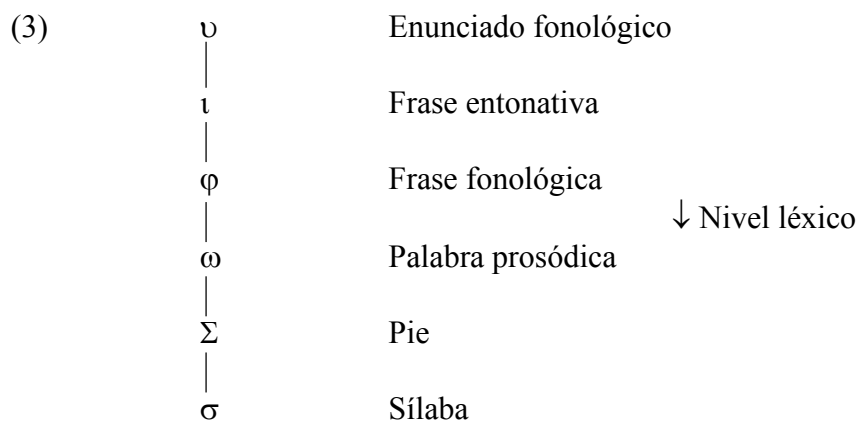 (3) υ Enunciado fonológico
ι Frase entonativa
φ Frase fonológica
↓ Nivel léxico
ω Palabra prosódica
Σ Pie
σ Sílaba